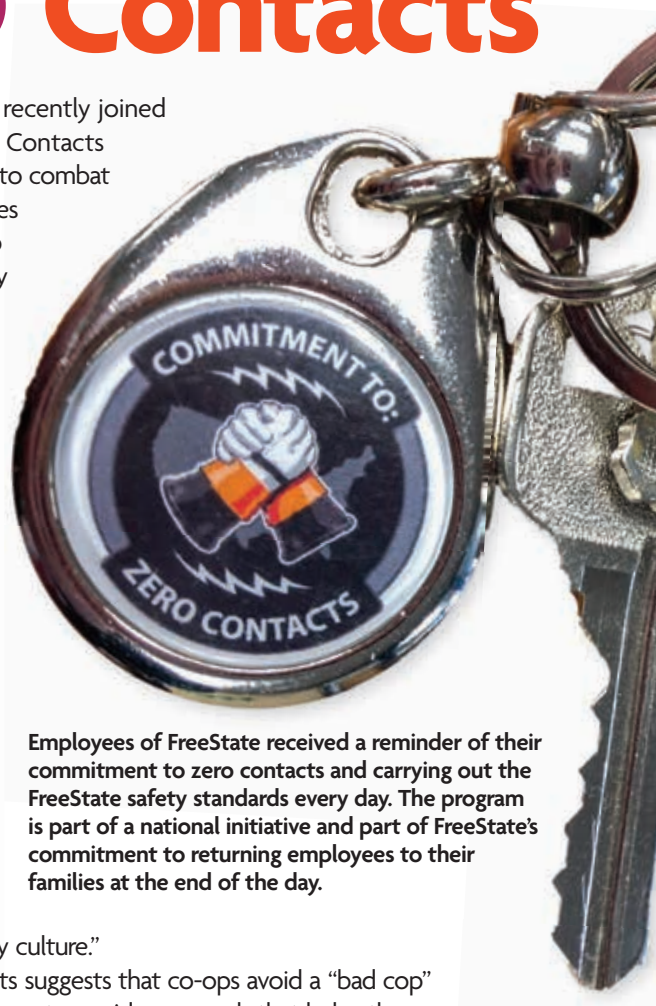 Contacts
recently joined
Contacts
to combat
COMMITMENT TO:
ZERO CONTACTS
Employees of FreeState received a reminder of their
commitment to zero contacts and carrying out the
FreeState safety standards every day. The program
is part of a national initiative and part of FreeState's
commitment to returning employees to their
families at the end of the day.
culture.”
suggests that co-ops avoid a “bad cop”